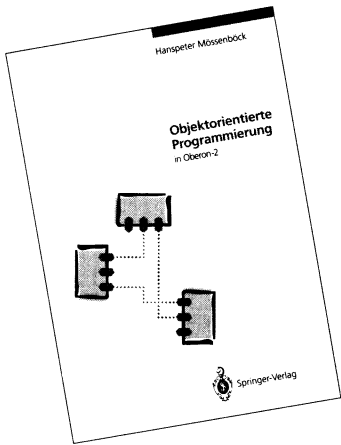 Hanspeter Mössenböck
Objektorientierte
Programmierung
in Oberon-2
Springer-Verlag